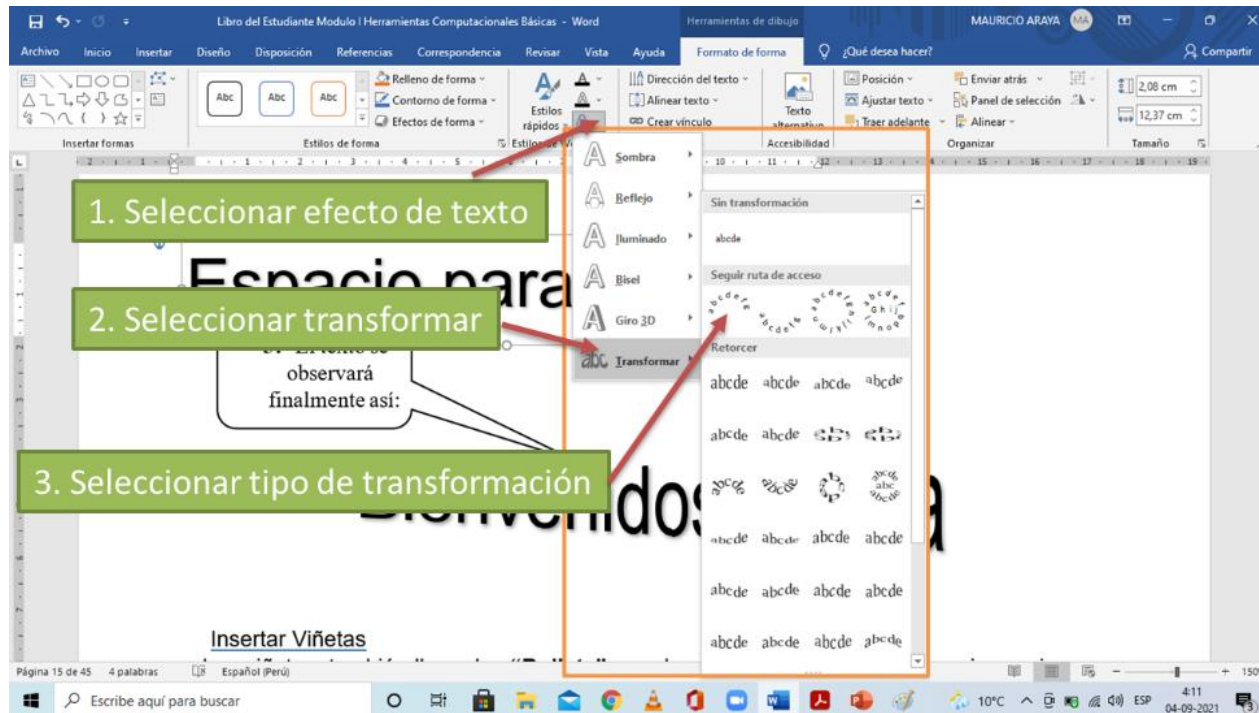 Libro del Estudiante Modulo I Herramientas Computacionales Básicas - Word
Herramientas de dibujo
MAURICIO ARAYA
MA
Archivo Inicio Insertar Diseño Disposición Referencias Correspondencia Revisar Vista Ayuda Formato de forma ¿Qué desea hacer? Compartir
Abc Abc Abc
Relleno de forma
Contorno de forma
Efectos de forma
Estilos rápidos
Dirección del texto
Alinear texto
Crear vínculo
Texto alternativo
Posición
Ajustar texto
Traer adelante
Enviar atrás
Panel de selección
Alinear
2,08 cm
12,37 cm
Insertar formas
Estilos de forma
Estilos de
Accesibilidad
Organizar
Tamaño
1. Seleccionar efecto de texto
2. Seleccionar transformar
3. Seleccionar tipo de transformación
Sombra
Reflejo
Iluminado
Bisel
Giro 3D
Transformar
Sin transformación
abcde
Seguir ruta de acceso
Retorcer
abcde abcde abcde abcde
abcde abcde
abcde abcde abcde abcde
abcde abcde abcde abcde
abcde abcde abcde abcde
Espacio para
observará
finalmente así:
Insertar Viñetas
Página 15 de 45 4 palabras Español (Perú) 150
Escribe aquí para buscar
10°C ESP 4:11
04-09-2021
3